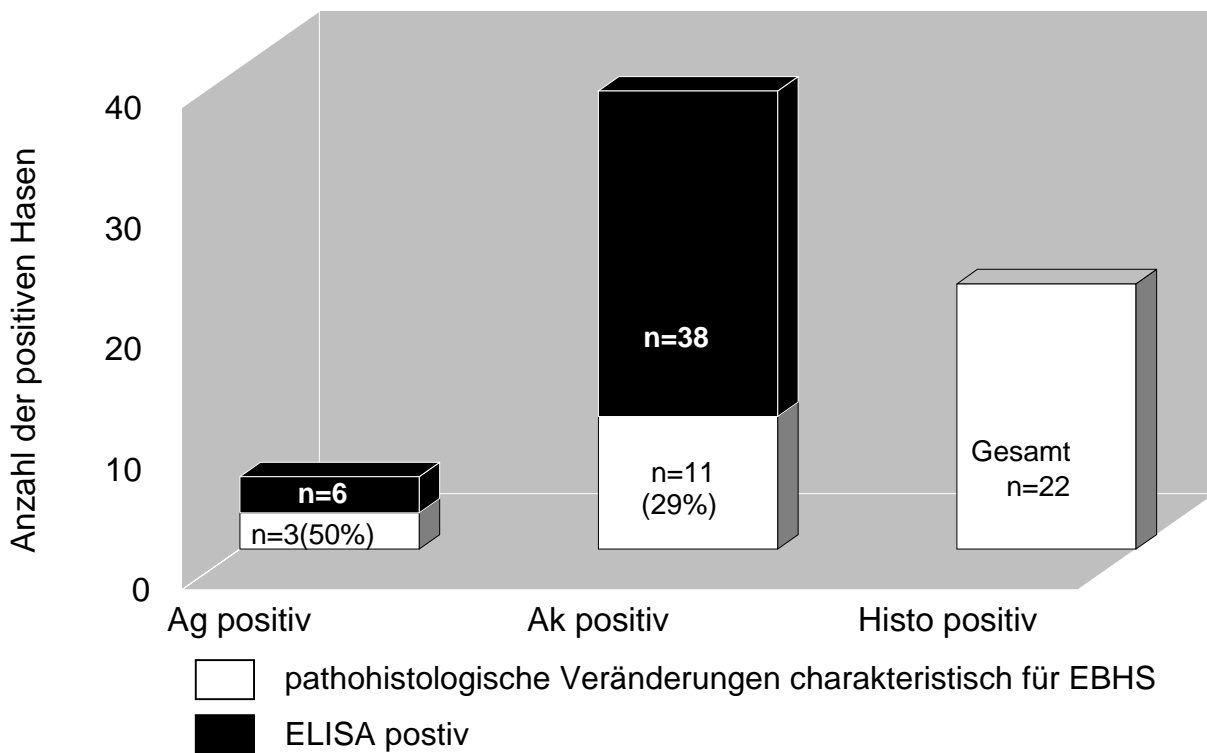 Anzahl der positiven Hasen
40
30
20
10
0
n=6
n=3(50%)
n=38
n=11
(29%)
Gesamt
n=22
Ag positiv
Ak positiv
Histo positiv
pathohistologische Veränderungen charakteristisch für EBHS
ELISA postiv